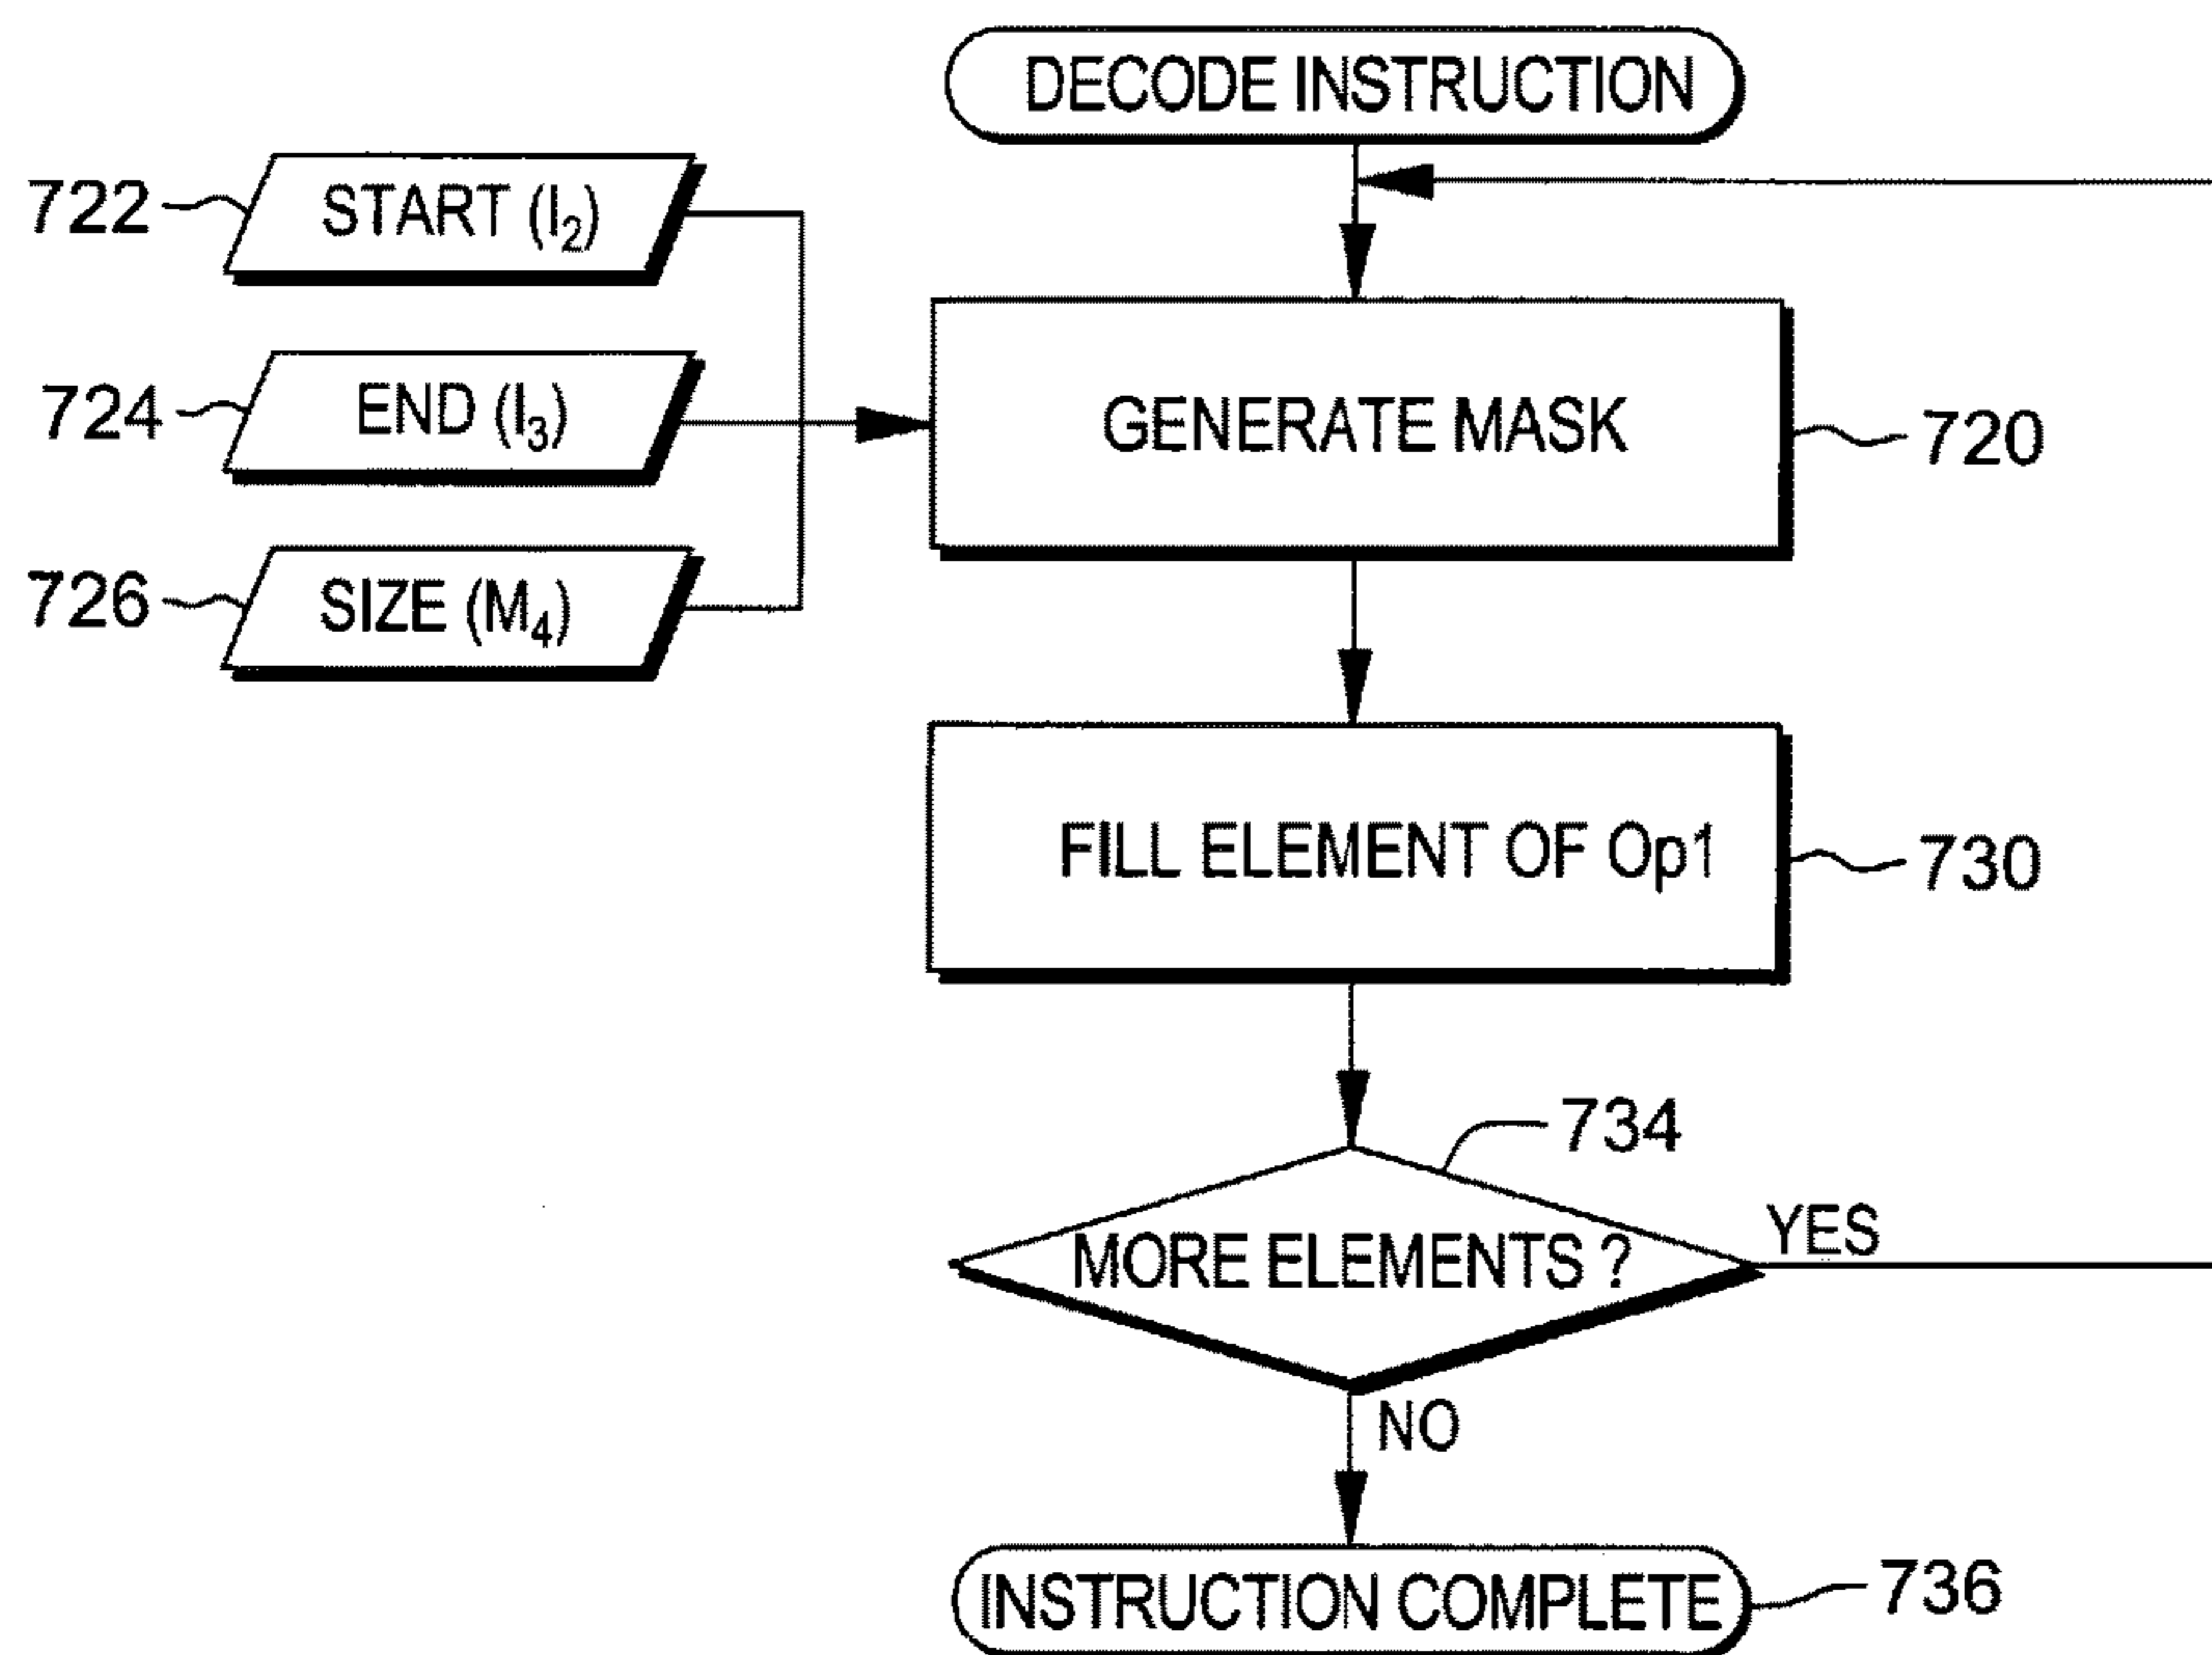 DECODE INSTRUCTION
722
START (I₂)
724
END (I₃)
GENERATE MASK
720
726
SIZE (M₄)
FILL ELEMENT OF Op1
730
734
MORE ELEMENTS ?
YES
NO
INSTRUCTION COMPLETE
736